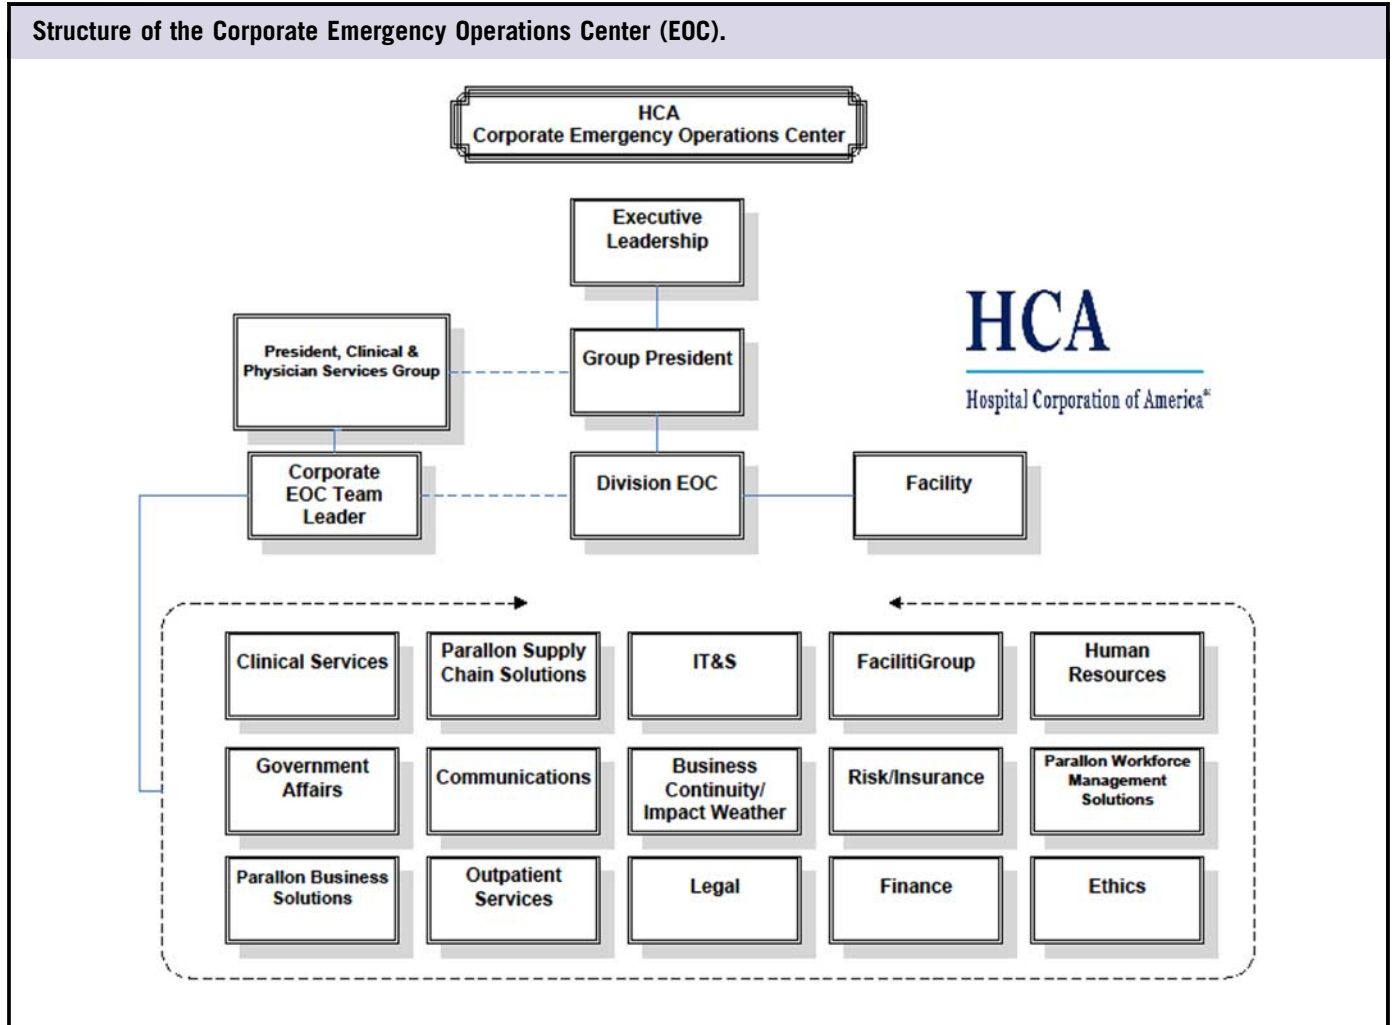 Structure of the Corporate Emergency Operations Center (EOC).
HCA
Corporate Emergency Operations Center
Executive
Leadership
President, Clinical &
Physician Services Group
Group President
HCA
Hospital Corporation of America
Corporate
EOC Team
Leader
Division EOC
Facility
Clinical Services
Parallon Supply
Chain Solutions
IT&S
FacilitiGroup
Human
Resources
Government
Affairs
Communications
Business
Continuity/
Impact Weather
Risk/Insurance
Parallon Workforce
Management
Solutions
Parallon Business
Solutions
Outpatient
Services
Legal
Finance
Ethics